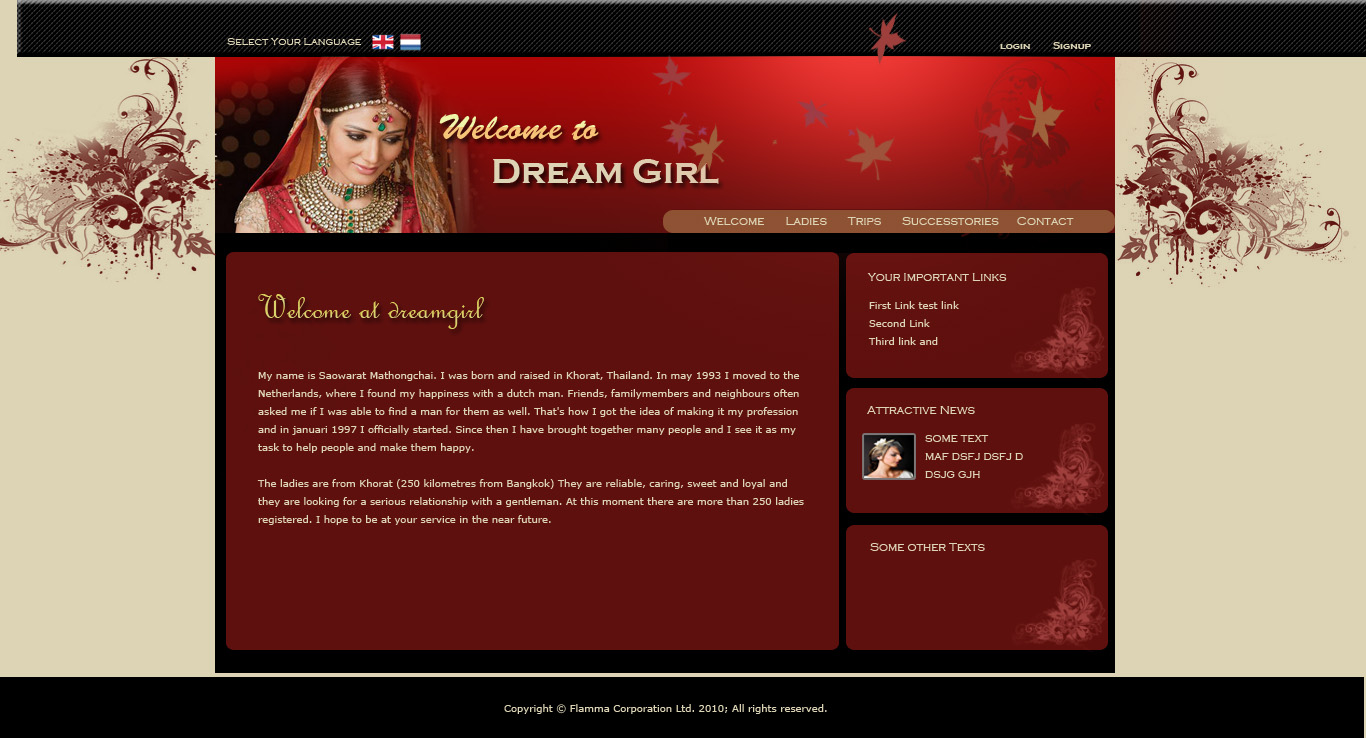 Select Your Language
login Signup
Welcome to
Dream Girl
Welcome Ladies Trips Successtories Contact
Welcome at dreamgirl
My name is Saowarat Mathongchai. I was born and raised in Khorat, Thailand. In may 1993 I moved to the
Netherlands, where I found my happiness with a dutch man. Friends, familymembers and neighbours often
asked me if I was able to find a man for them as well. That's how I got the idea of making it my profession
and in januari 1997 I officially started. Since then I have brought together many people and I see it as my
task to help people and make them happy.
The ladies are from Khorat (250 kilometres from Bangkok) They are reliable, caring, sweet and loyal and
they are looking for a serious relationship with a gentleman. At this moment there are more than 250 ladies
registered. I hope to be at your service in the near future.
Your Important Links
First Link test link
Second Link
Third link and
Attractive News
SOME TEXT
MAF DSFJ DSFJ D
DSJG GJH
Some other Texts
Copyright © Flamma Corporation Ltd. 2010; All rights reserved.